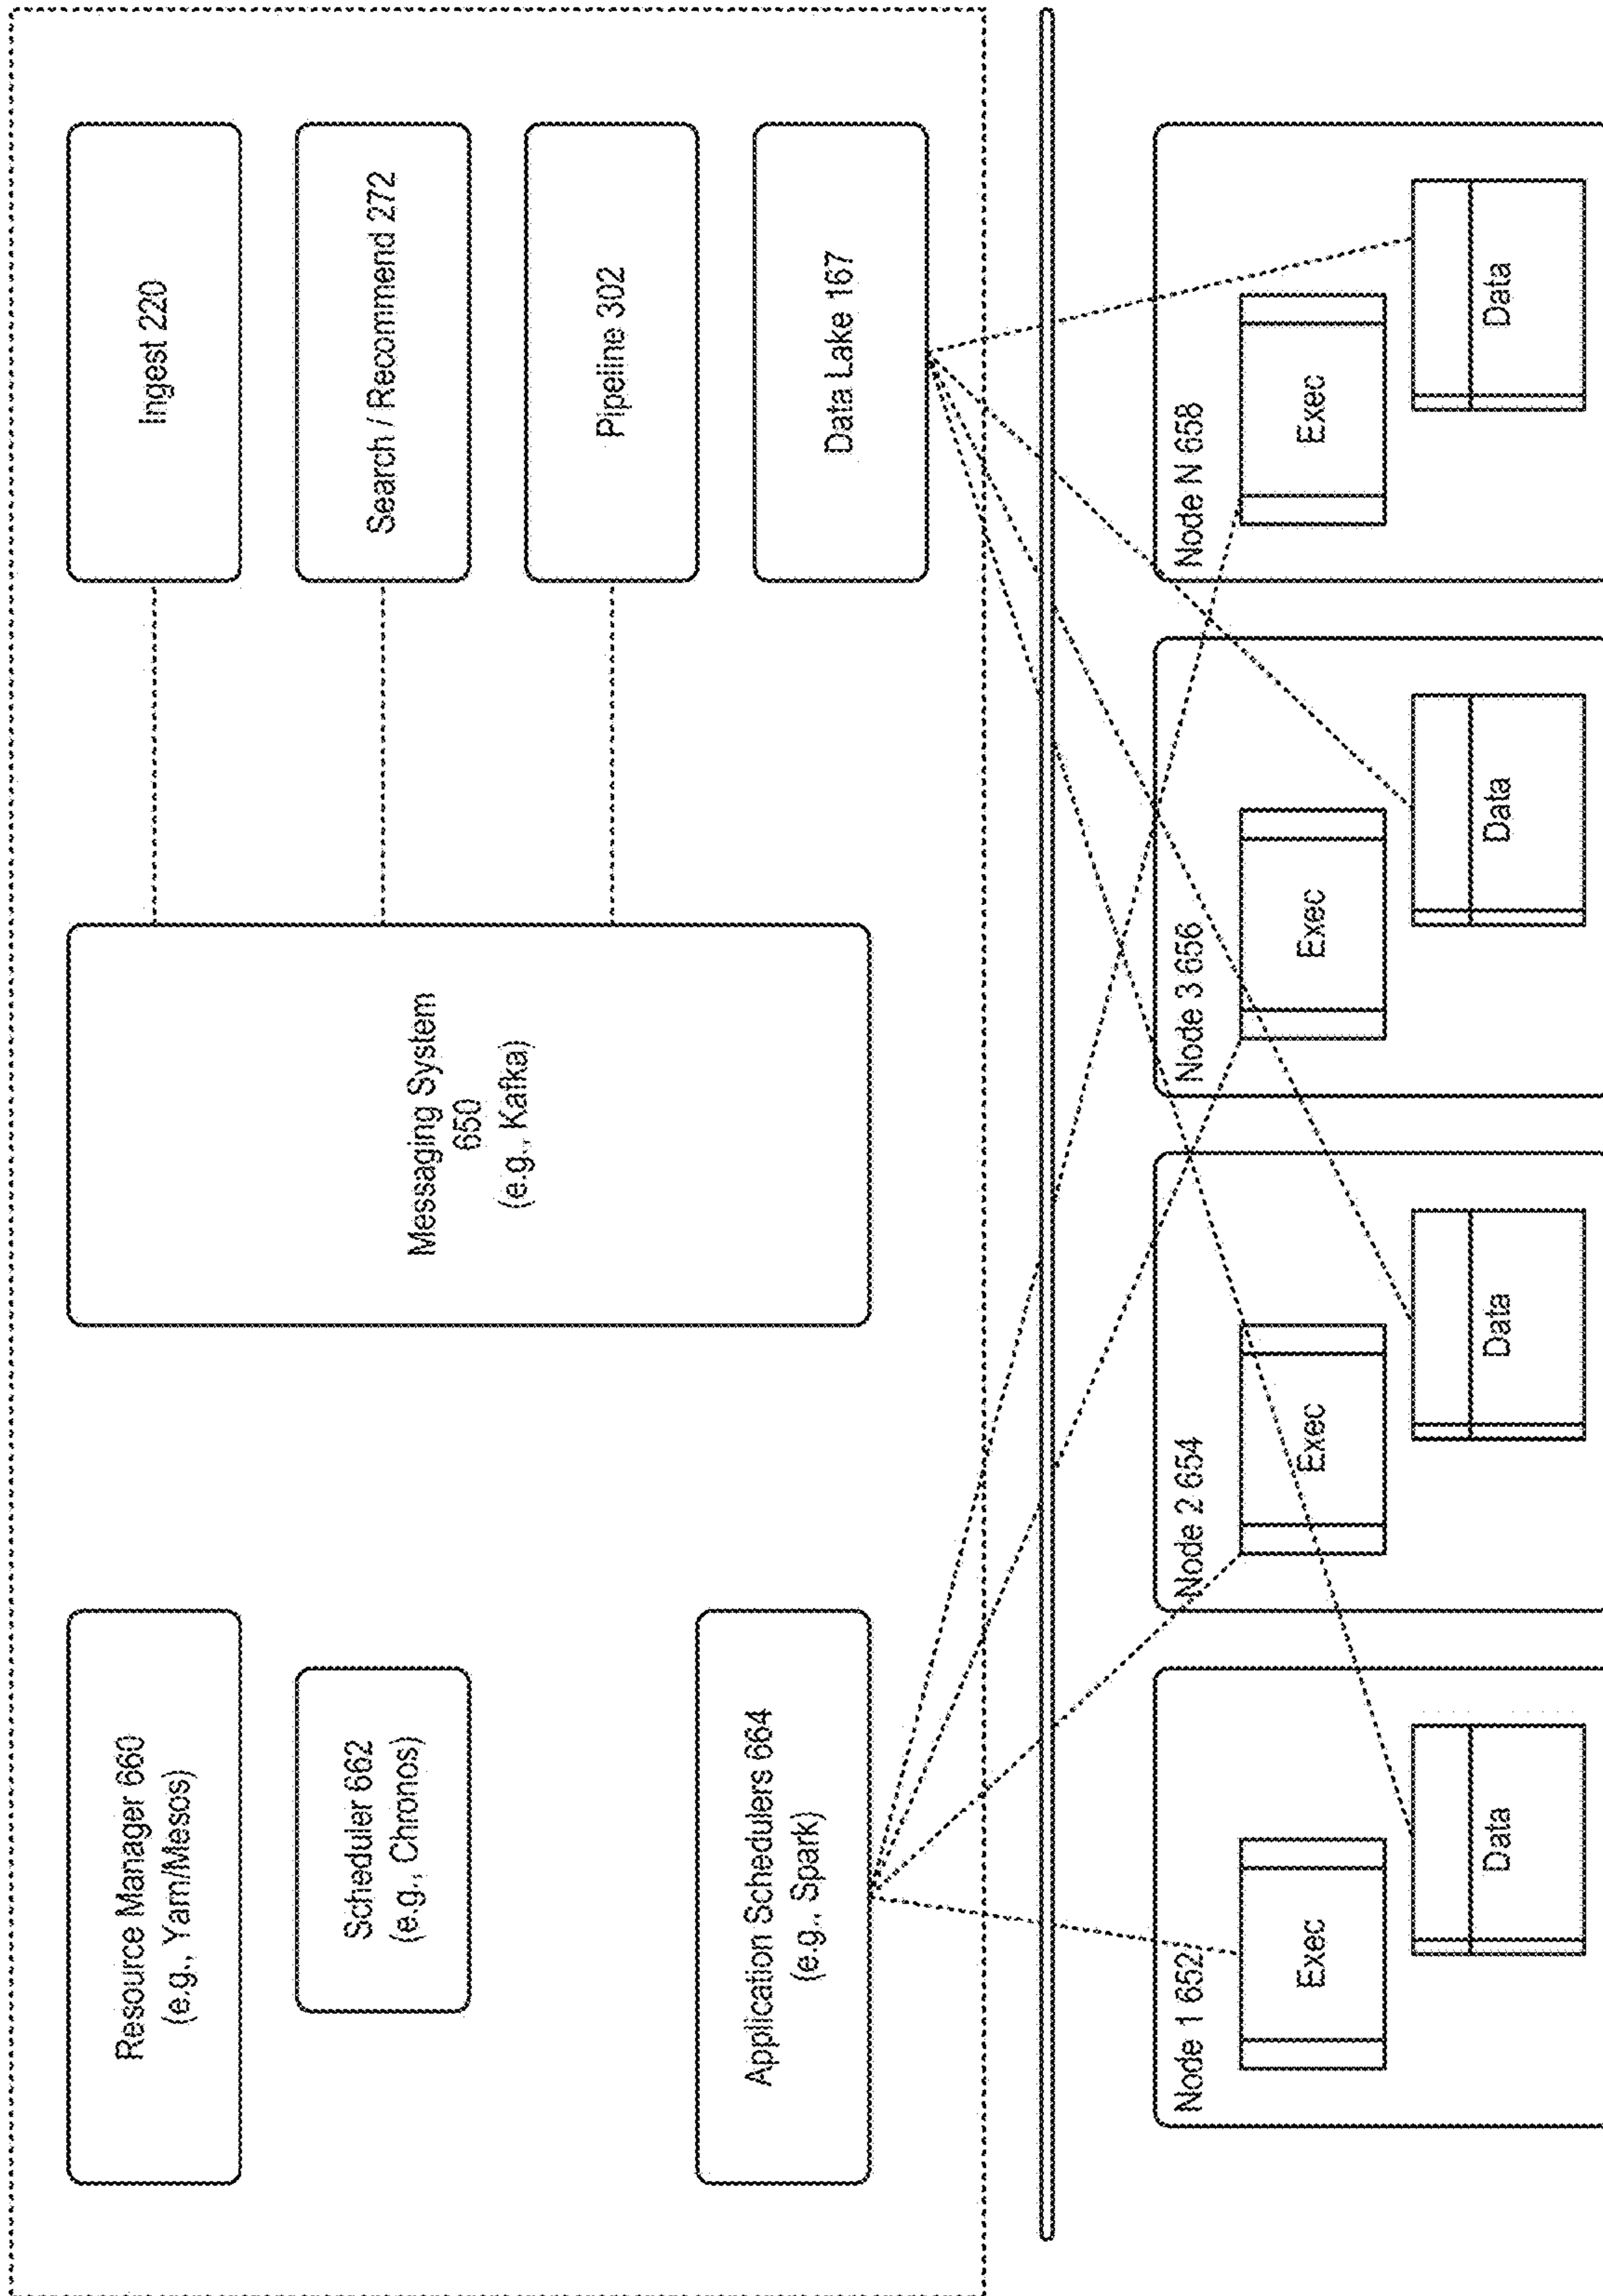 Resource Manager 660
(e.g., Yarn/Mesos)
Scheduler 662
(e.g., Chronos)
Application Schedulers 664
(e.g., Spark)
Messaging System
650
(e.g., Kafka)
Ingest 220
Search / Recommend 272
Pipeline 302
Data Lake 167
Node 1 652
Exec
Data
Node 2 654
Exec
Data
Node 3 656
Exec
Data
Node N 658
Exec
Data